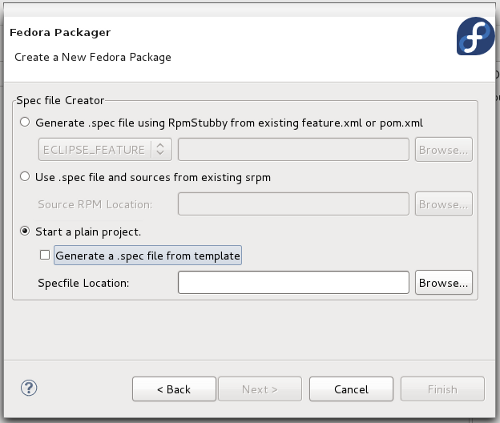 Fedora Packager
Create a New Fedora Package
Spec file Creator
Generate .spec file using RpmStubby from existing feature.xml or pom.xml
ECLIPSE_FEATURE Browse...
Use .spec file and sources from existing srpm
Source RPM Location: Browse...
Start a plain project.
Generate a .spec file from template
Specfile Location: Browse...
< Back Next > Cancel Finish